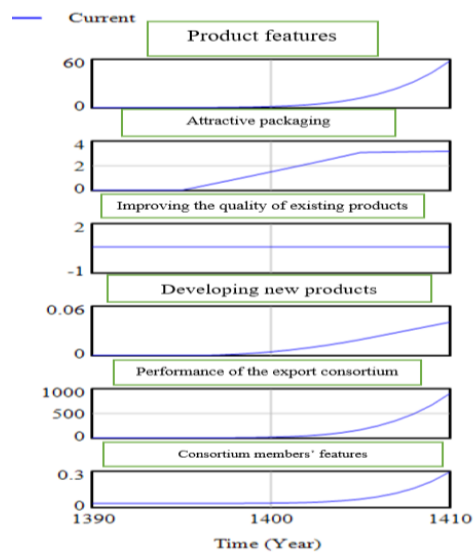 Current
Product features
60
0
Attractive packaging
4
2
0
Improving the quality of existing products
2
-1
Developing new products
0.06
0
Performance of the export consortium
1000
500
0
Consortium members' features
0.3
0
1390 1400 1410
Time (Year)